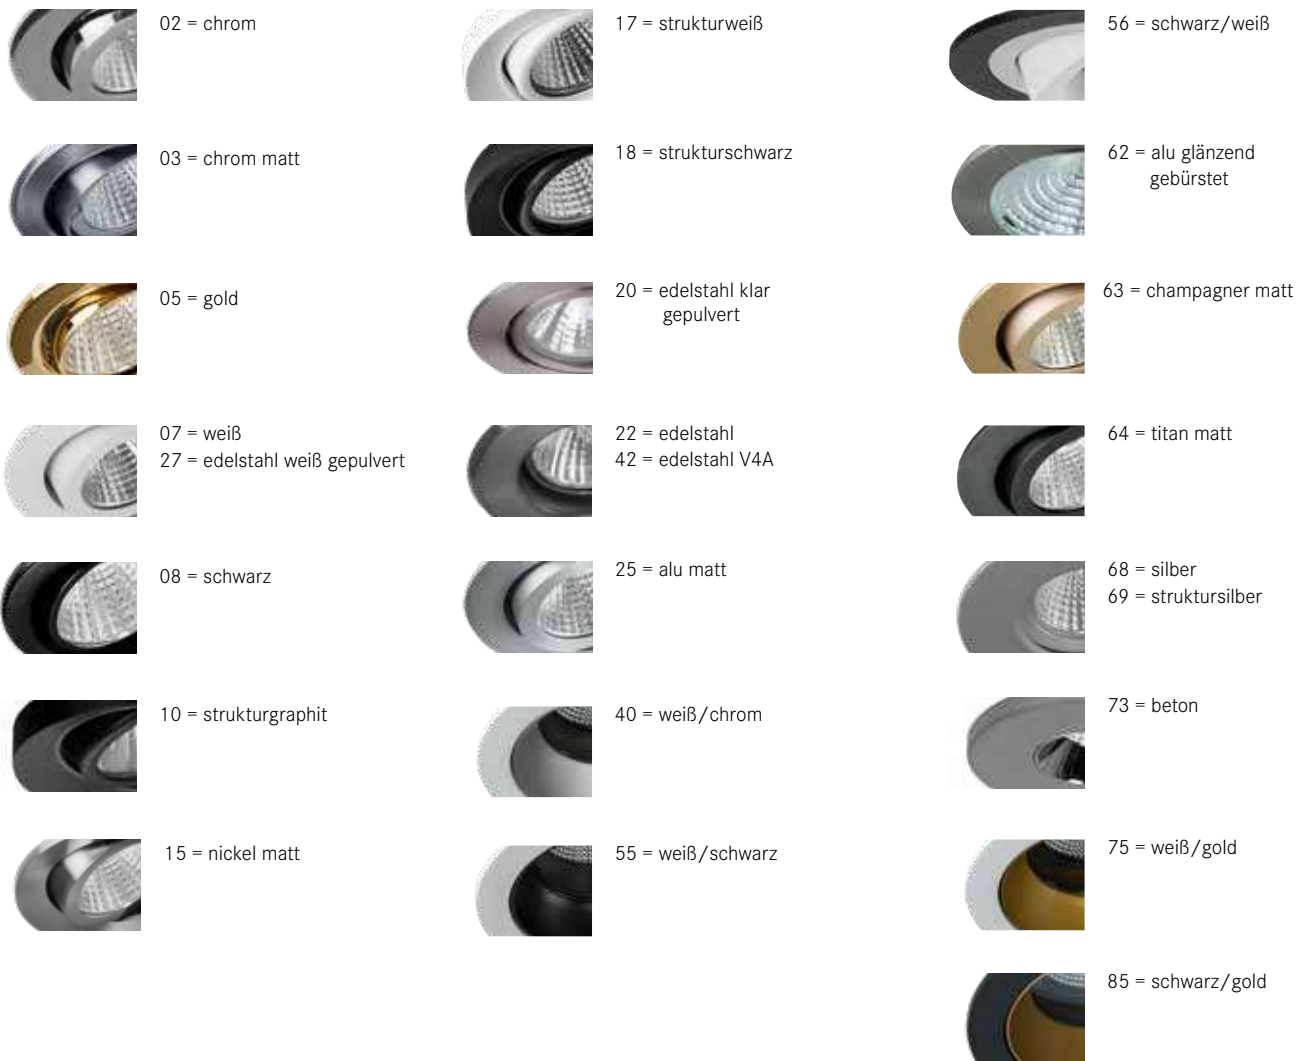 02 = chrom
03 = chrom matt
05 = gold
07 = weiß
27 = edelstahl weiß gepulvert
08 = schwarz
10 = strukturgraphit
15 = nickel matt
17 = strukturweiß
18 = strukturschwarz
20 = edelstahl klar
gepulvert
22 = edelstahl
42 = edelstahl V4A
25 = alu matt
40 = weiß/chrom
55 = weiß/schwarz
56 = schwarz/weiß
62 = alu glänzend
gebürstet
63 = champagner matt
64 = titan matt
68 = silber
69 = struktursilber
73 = beton
75 = weiß/gold
85 = schwarz/gold